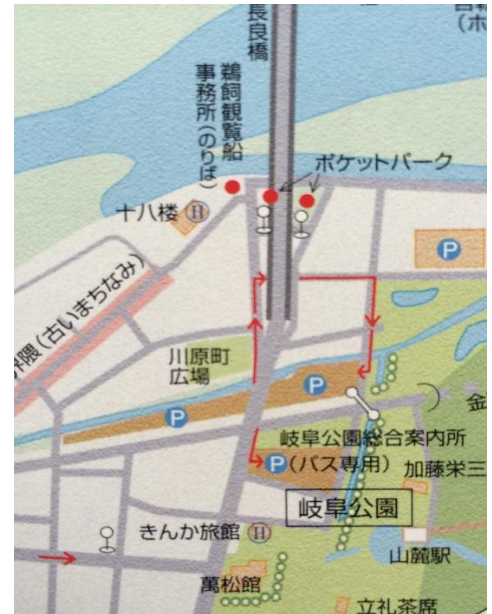 長良橋
鵜飼観覧船
事務所(のりば)
ポケットパーク
十八楼
H
P
界隈(古いまちなみ)
川原町
広場
P
P
金
岐阜公園総合案内所
P(バス専用)
加藤栄三
岐阜公園
きんか旅館
H
山麓駅
萬松館
立礼茶席